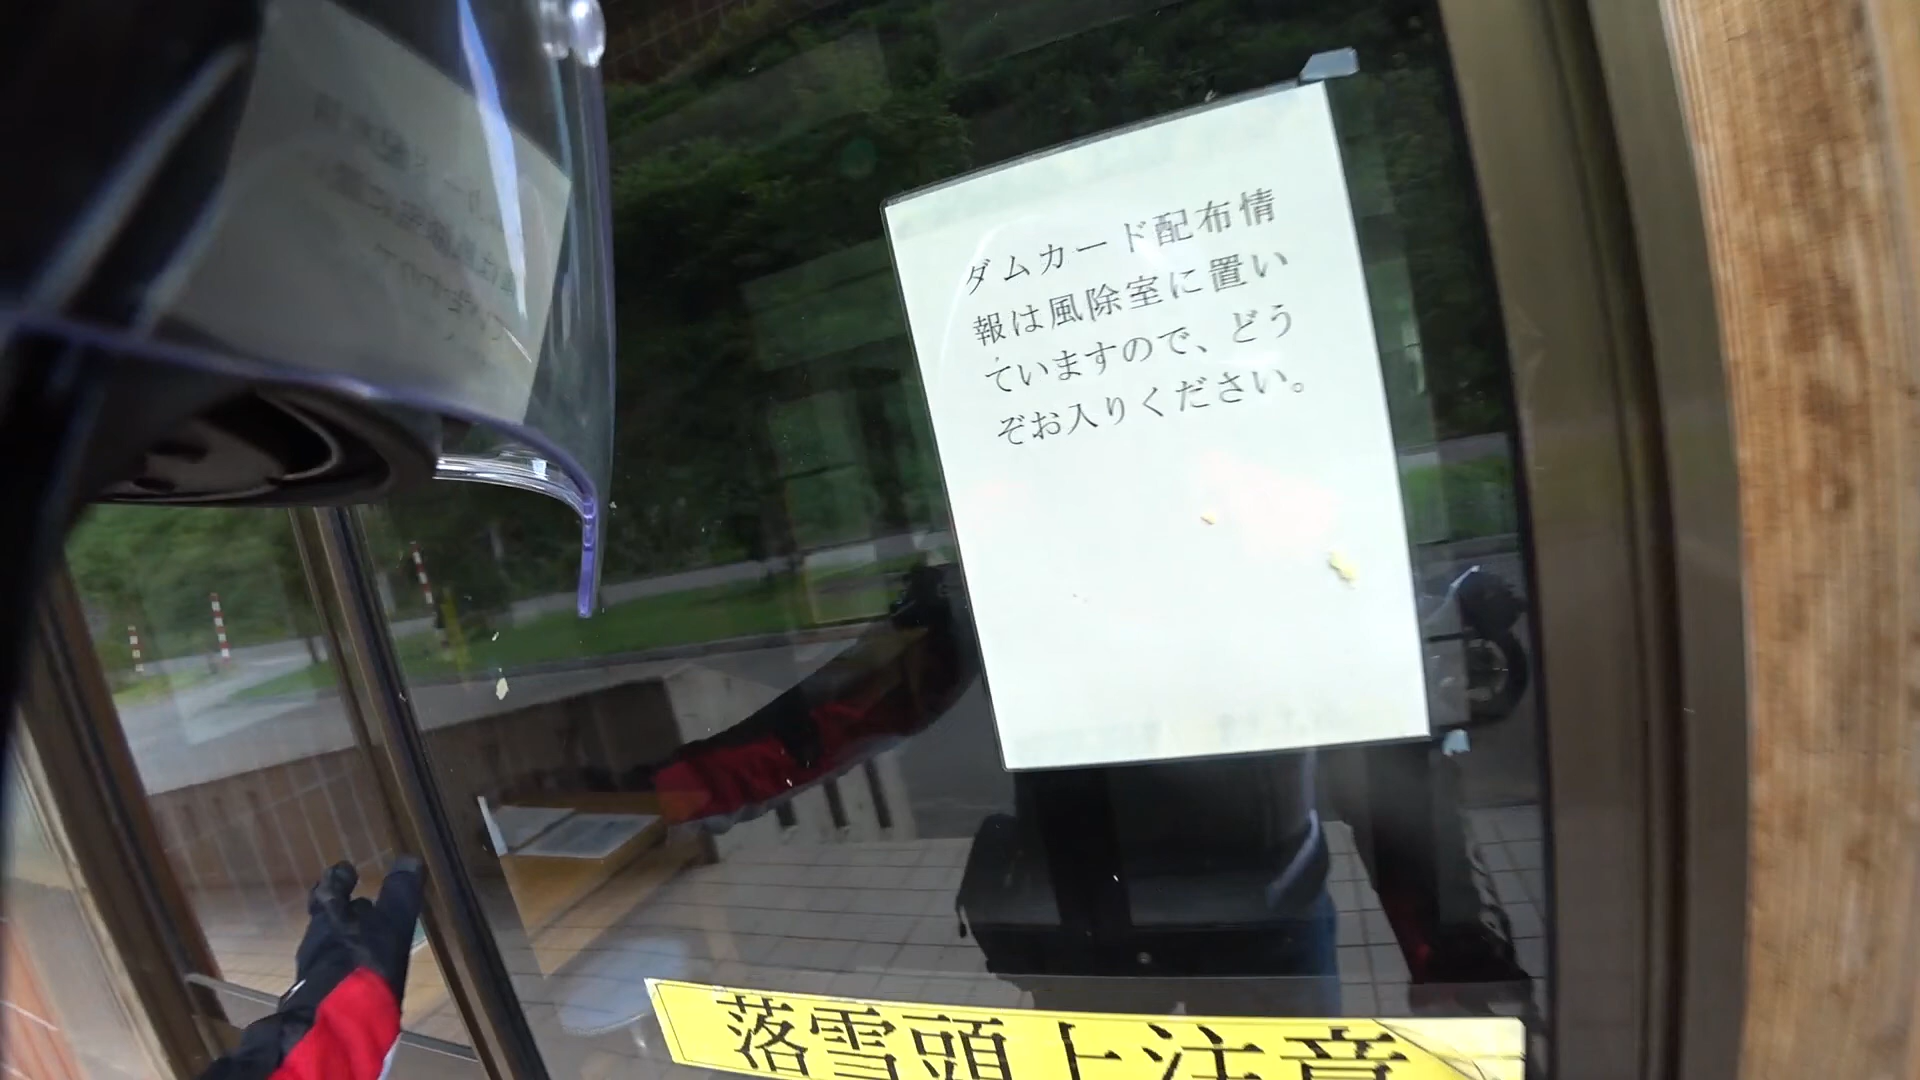 ダムカード配布情
報は風除室に置い
ていますので、どう
ぞお入りください。
落雪頭上注意